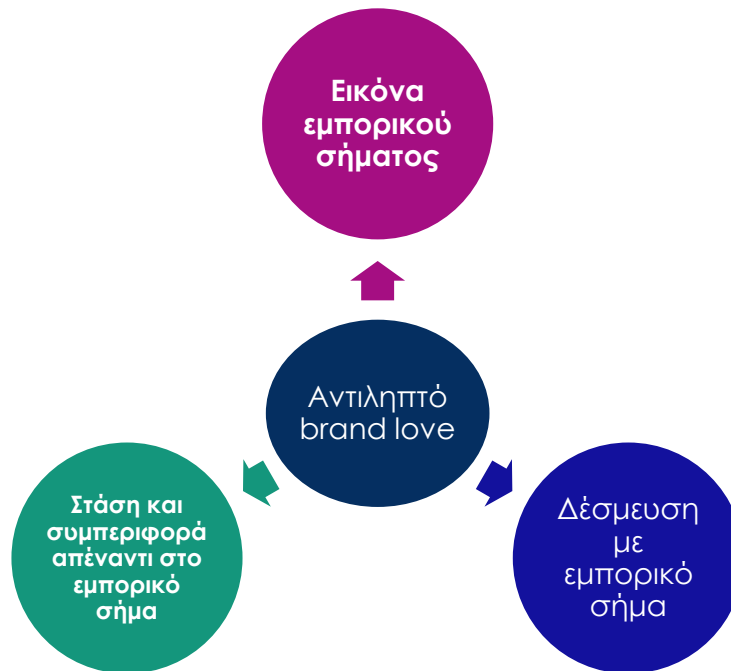 Εικόνα
εμπορικού
σήματος
Αντιληπτό
brand love
Στάση και
συμπεριφορά
απέναντι στο
εμπορικό
σήμα
Δέσμευση
με
εμπορικό
σήμα